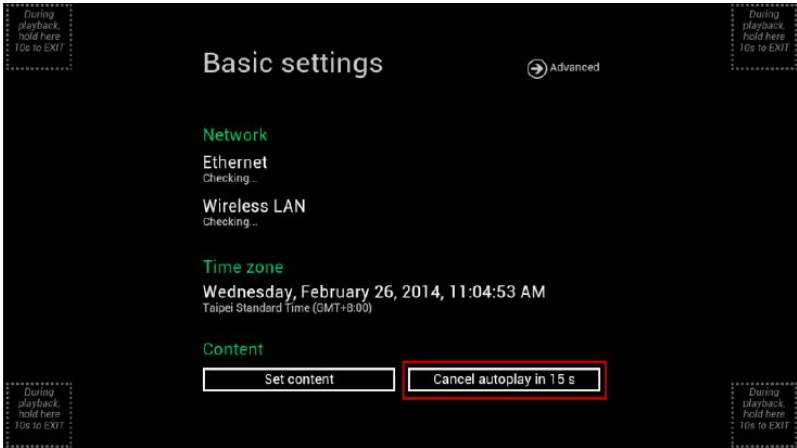 During
playback,
hold here
10s to EXIT
During
playback,
hold here
10s to EXIT
Basic settings
Advanced
Network
Ethernet
Checking...
Wireless LAN
Checking...
Time zone
Wednesday, February 26, 2014, 11:04:53 AM
Taipei Standard Time (GMT+8:00)
Content
Set content
Cancel autoplay in 15 s
During
playback,
hold here
10s to EXIT
During
playback,
hold here
10s to EXIT